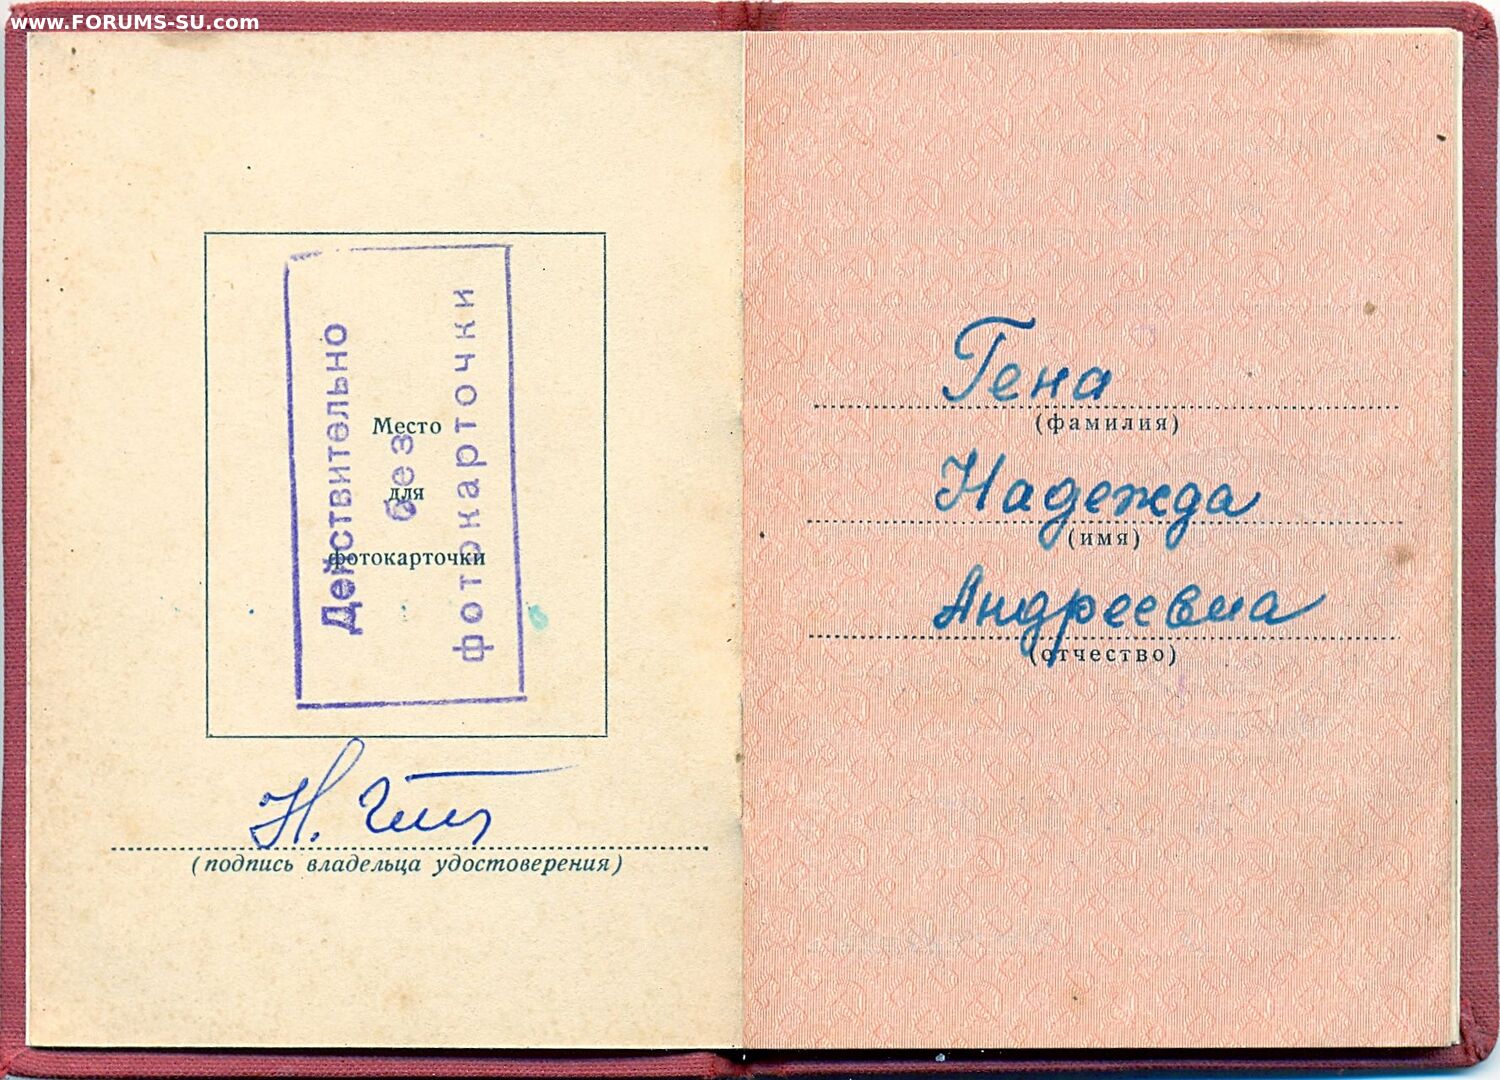 www.FORUMS-SU.com
Действительно
без
фотокарточки
Место
для
фотокарточки
(подпись владельца удостоверения)
Гена
(фамилия)
Надежда
(имя)
Андреевна
(отчество)